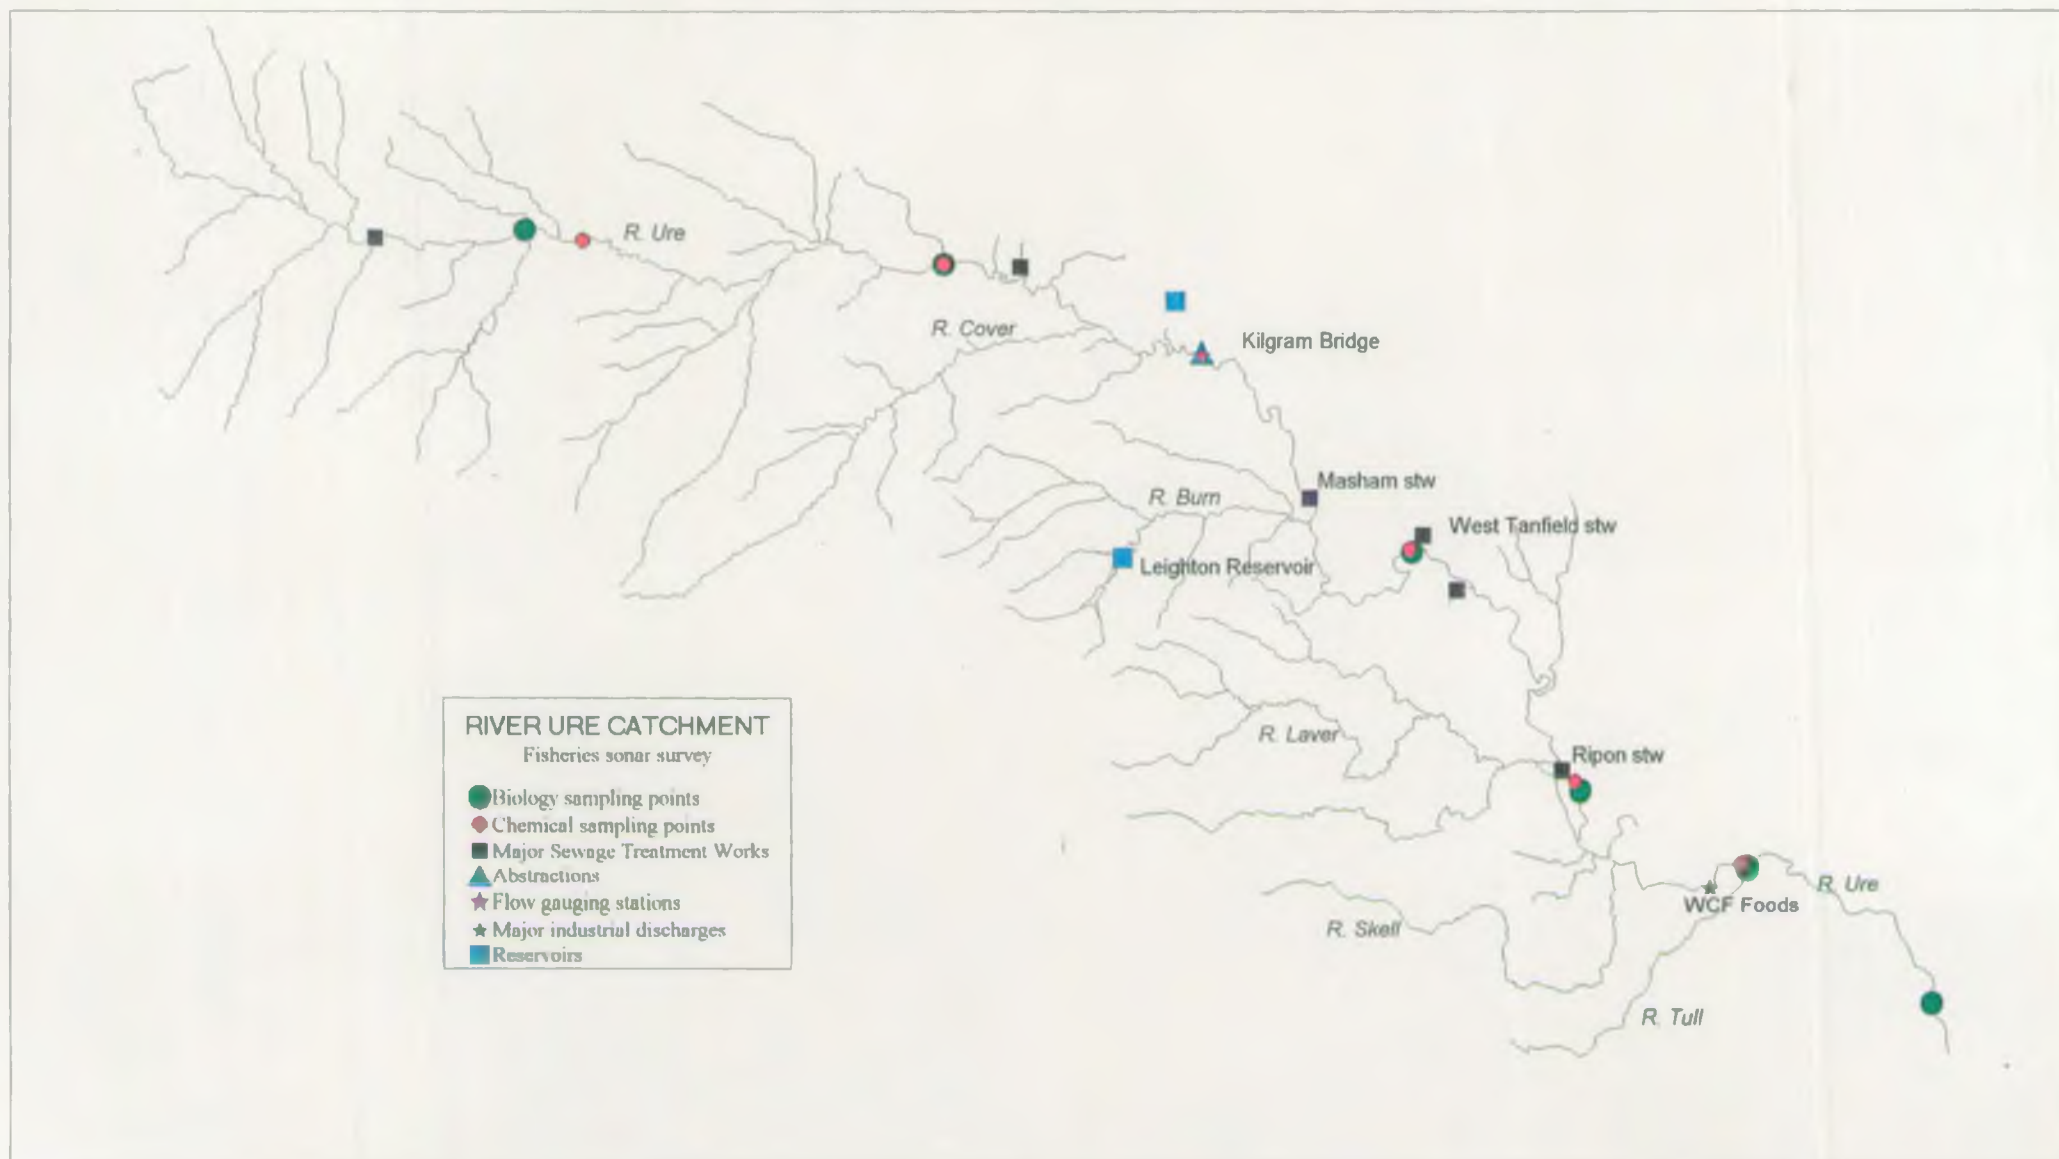 R. Ure
R. Cover
Kilgram Bridge
Masham stw
R. Burn
West Tanfield stw
Leighton Reservoir
R. Laver
Ripon stw
R. Ure
WCF Foods
R. Skell
R. Tull
RIVER URE CATCHMENT
Fisheries sonar survey
Biology sampling points
Chemical sampling points
Major Sewage Treatment Works
Abstractions
Flow gauging stations
Major industrial discharges
Reservoirs